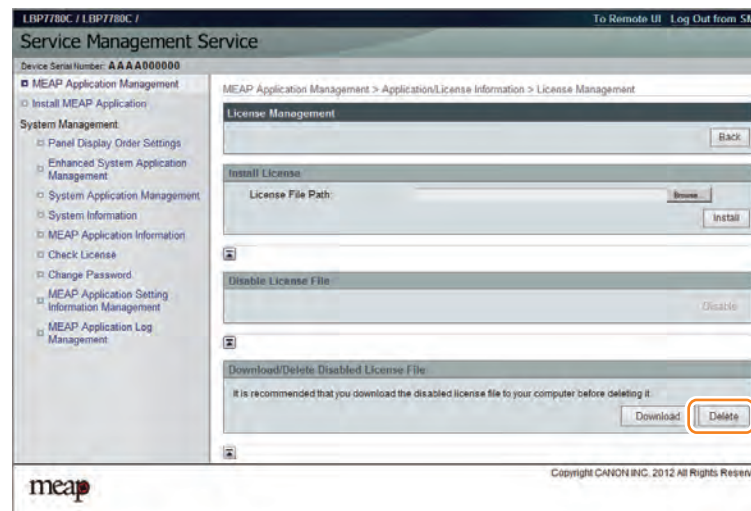 LBP7780C / LBP7780C /
To Remote UI Log Out from
Service Management Service
Device Serial Number: AAAA000000
MEAP Application Management
Install MEAP Application
System Management
Panel Display Order Settings
Enhanced System Application
Management
System Application Management
System Information
MEAP Application Information
Check License
Change Password
MEAP Application Setting
Information Management
MEAP Application Log
Management
MEAP Application Management > Application/License Information > License Management
License Management
Back
Install License
License File Path:
Browse...
Install
Disable License File
Disable
Download/Delete Disabled License File
It is recommended that you download the disabled license file to your computer before deleting it.
Download
Delete
Copyright CANON INC. 2012 All Rights
meap